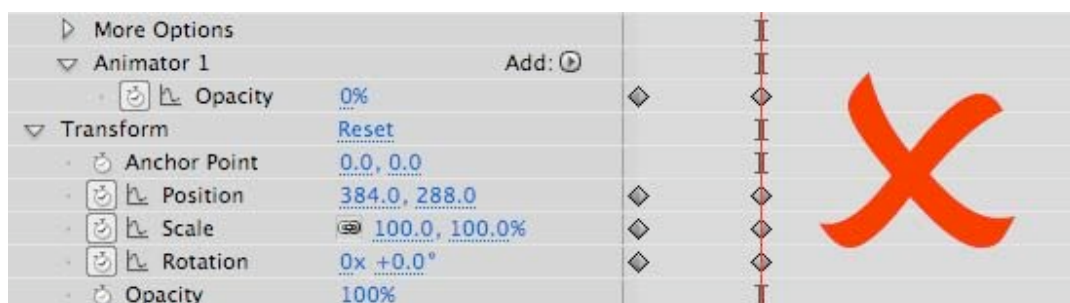 More Options
Animator 1 Add:
Opacity 0%
Transform Reset
Anchor Point 0.0, 0.0
Position 384.0, 288.0
Scale 100.0, 100.0%
Rotation 0x +0.0°
Opacity 100%